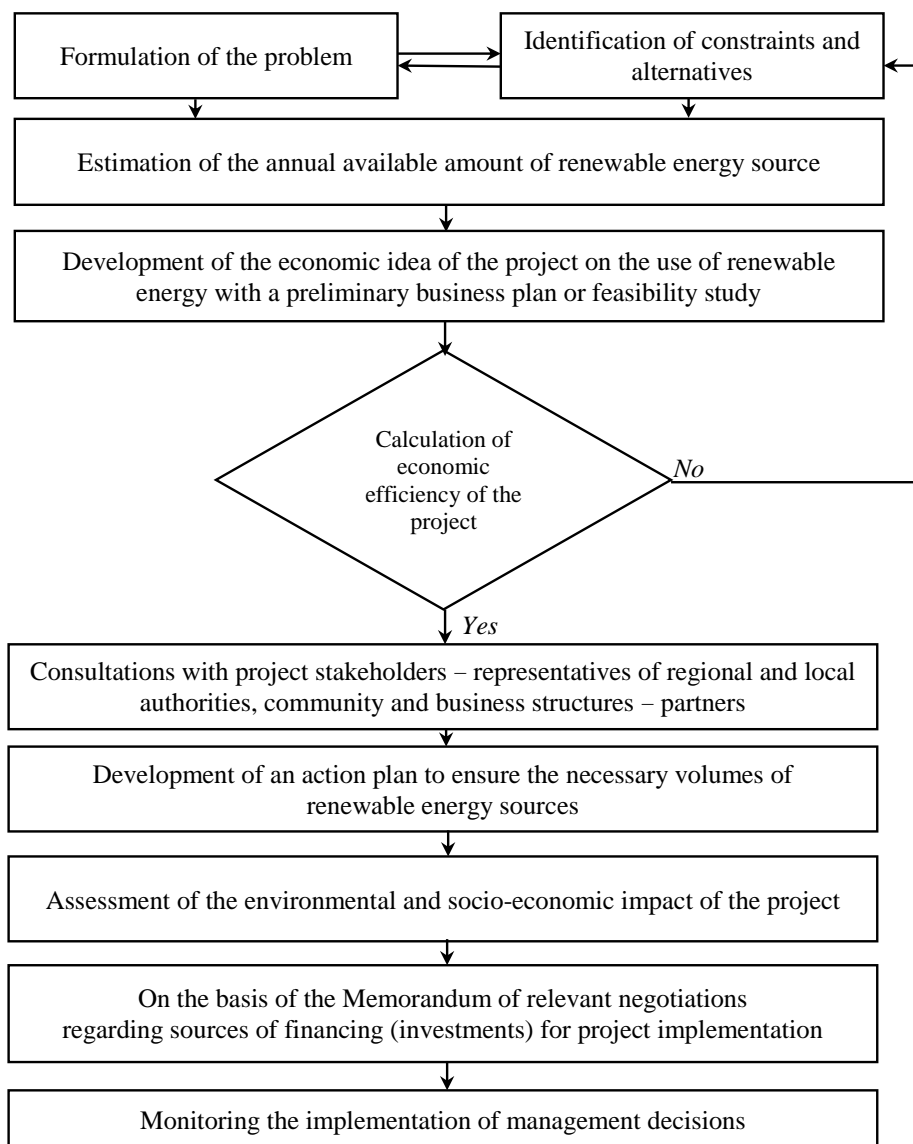 Formulation of the problem
Identification of constraints and
alternatives
Estimation of the annual available amount of renewable energy source
Development of the economic idea of the project on the use of renewable
energy with a preliminary business plan or feasibility study
Calculation of
economic
efficiency of the
project
No
Yes
Consultations with project stakeholders – representatives of regional and local
authorities, community and business structures – partners
Development of an action plan to ensure the necessary volumes of
renewable energy sources
Assessment of the environmental and socio-economic impact of the project
On the basis of the Memorandum of relevant negotiations
regarding sources of financing (investments) for project implementation
Monitoring the implementation of management decisions